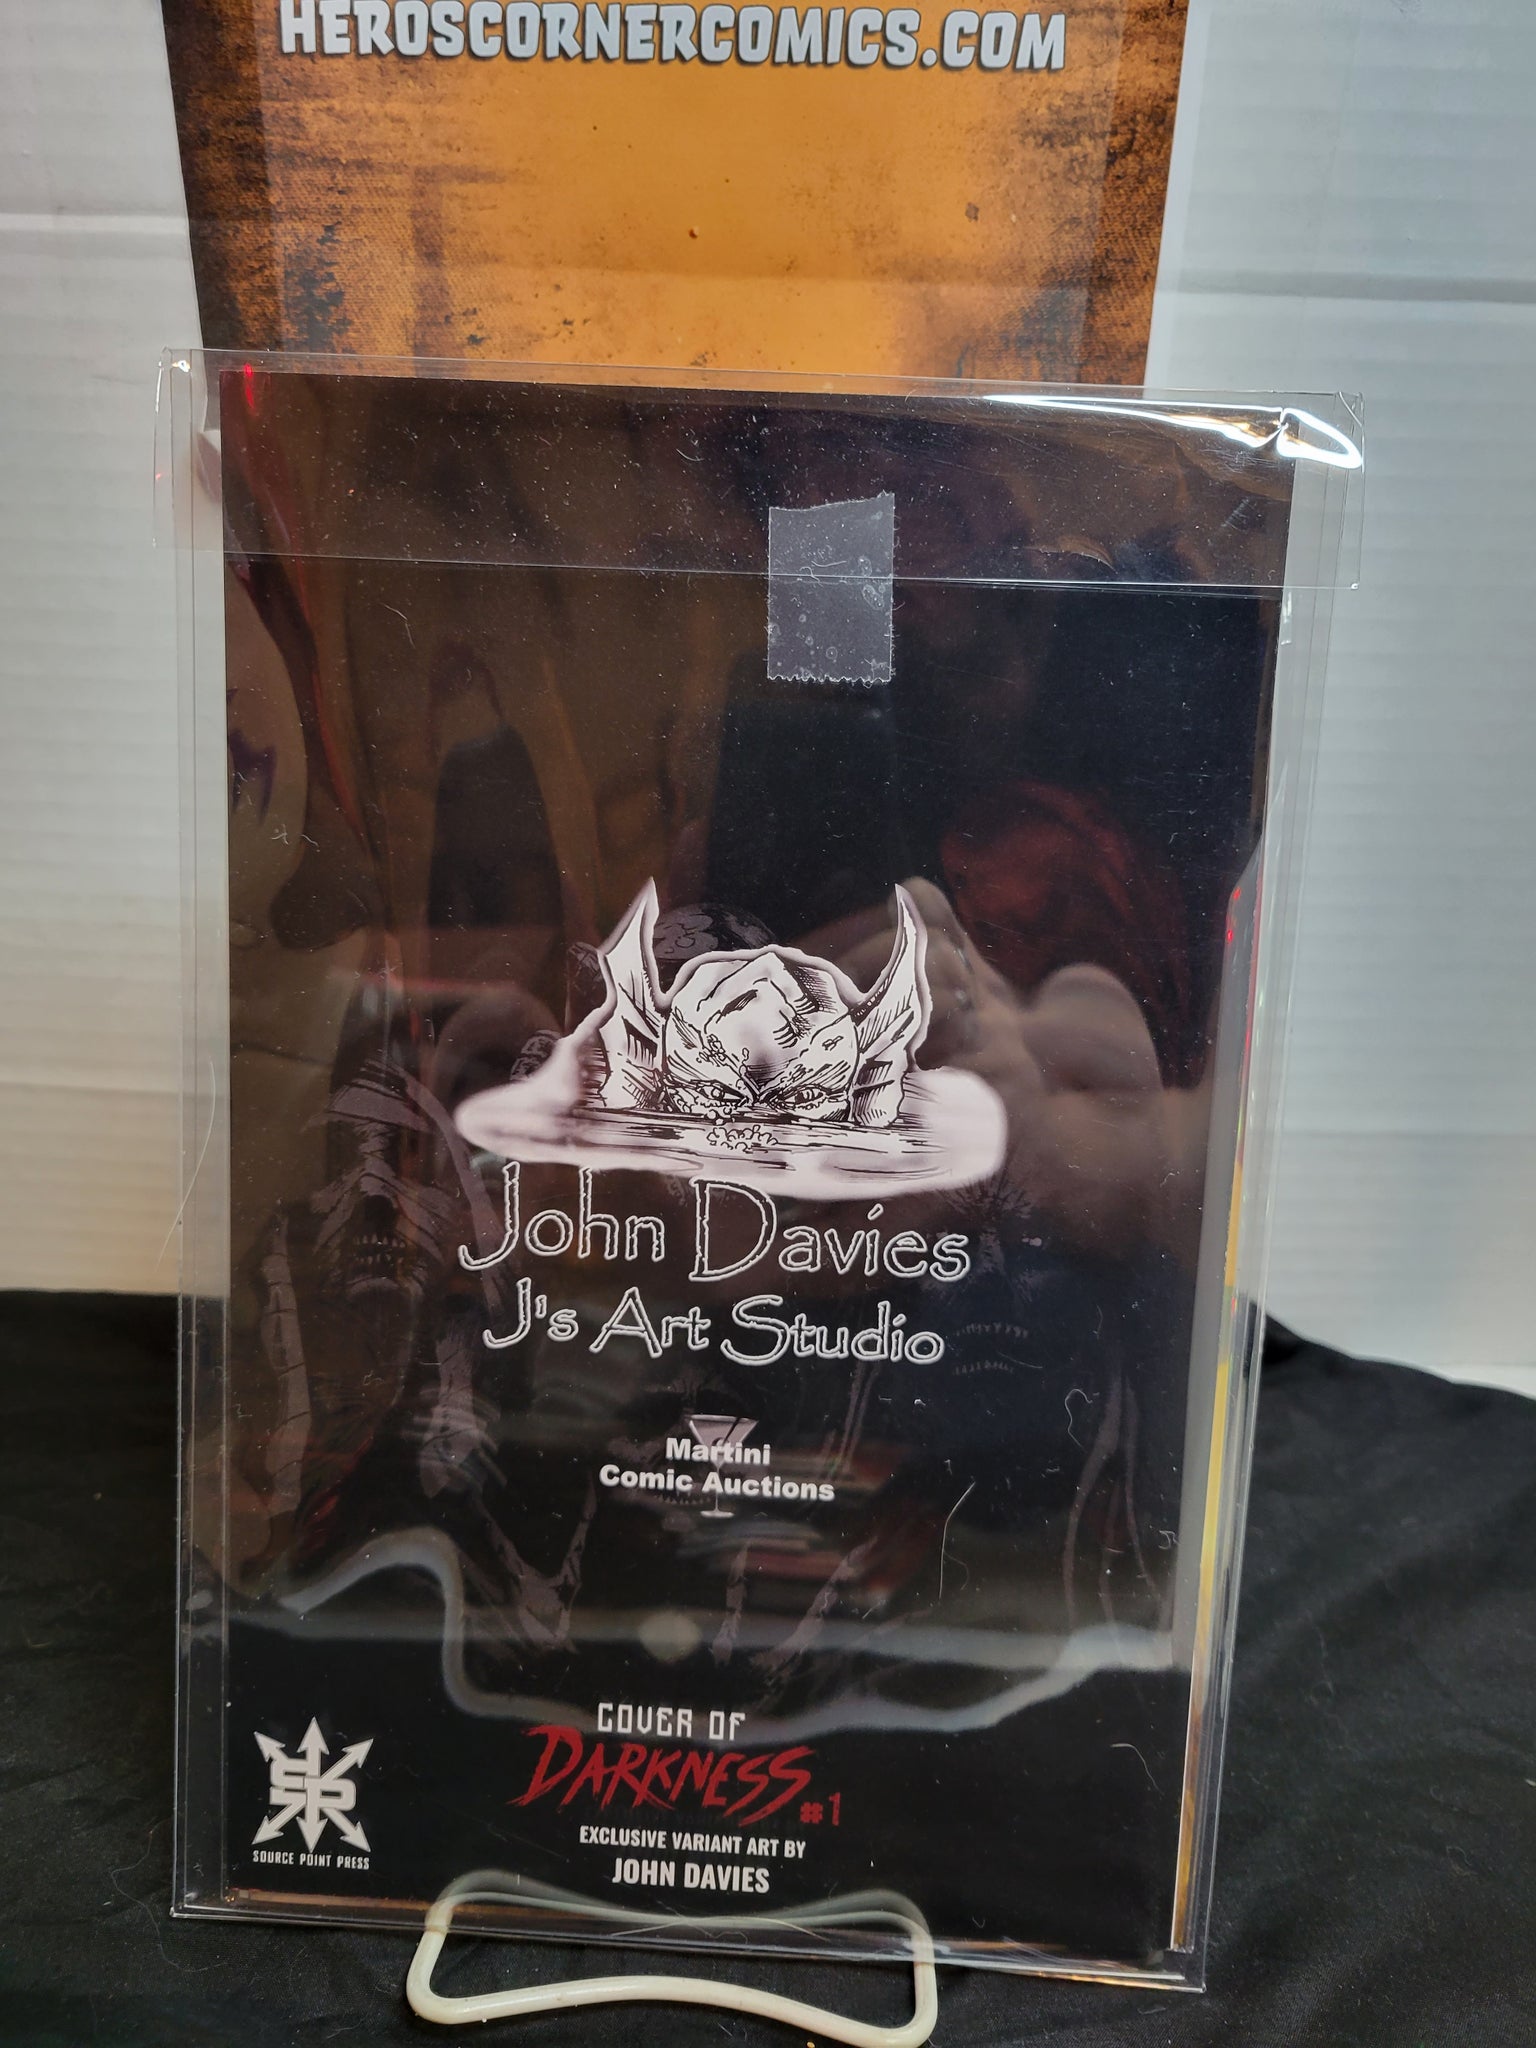 HEROSCORNERCOMICS.COM
John Davies
J's Art Studio
Martini
Comic Auctions
COVER OF
DARKNESS #1
EXCLUSIVE VARIANT ART BY
JOHN DAVIES
SOURCE POINT PRESS